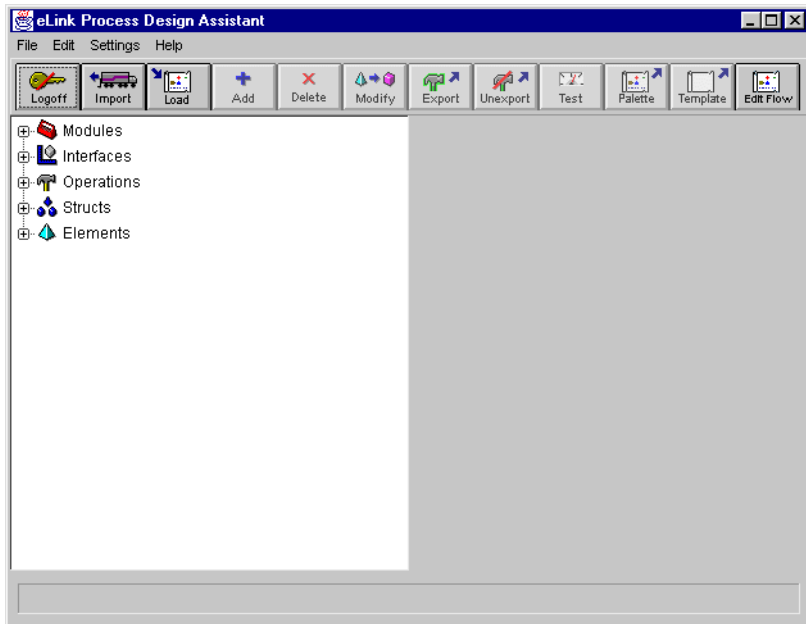 eLink Process Design Assistant
File Edit Settings Help
Logoff Import Load Add Delete Modify Export Unexport Test Palette Template Edit Flow
Modules
Interfaces
Operations
Structs
Elements